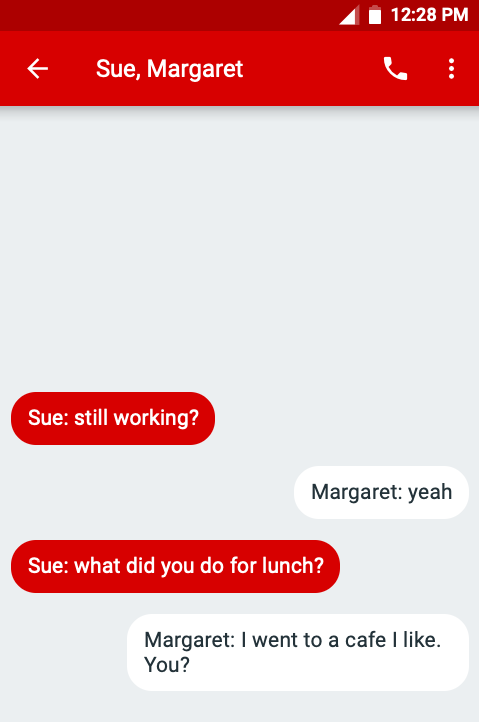 12:28 PM
Sue, Margaret
Sue: still working?
Margaret: yeah
Sue: what did you do for lunch?
Margaret: I went to a cafe I like.
You?